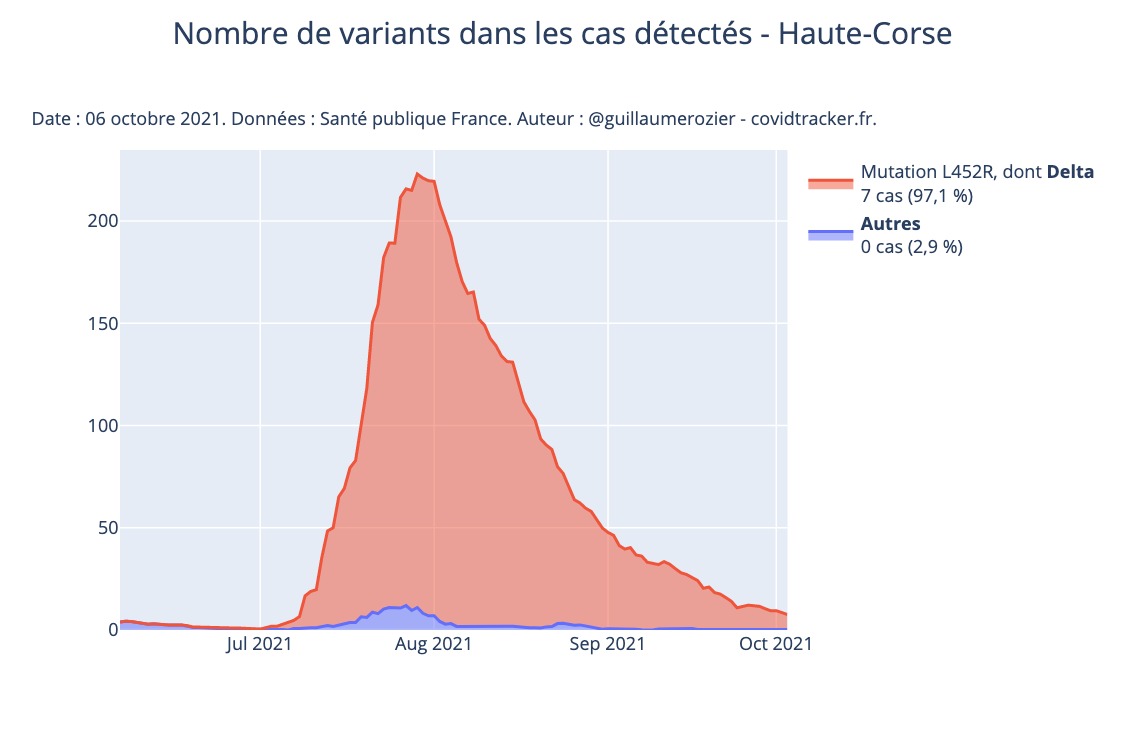 Nombre de variants dans les cas détectés - Haute-Corse
Date : 06 octobre 2021. Données : Santé publique France. Auteur : @guillaumerozier - covidtracker.fr.
Mutation L452R, dont Delta
7 cas (97,1 %)
Autres
0 cas (2,9 %)
200
150
100
50
0
Jul 2021
Aug 2021
Sep 2021
Oct 2021